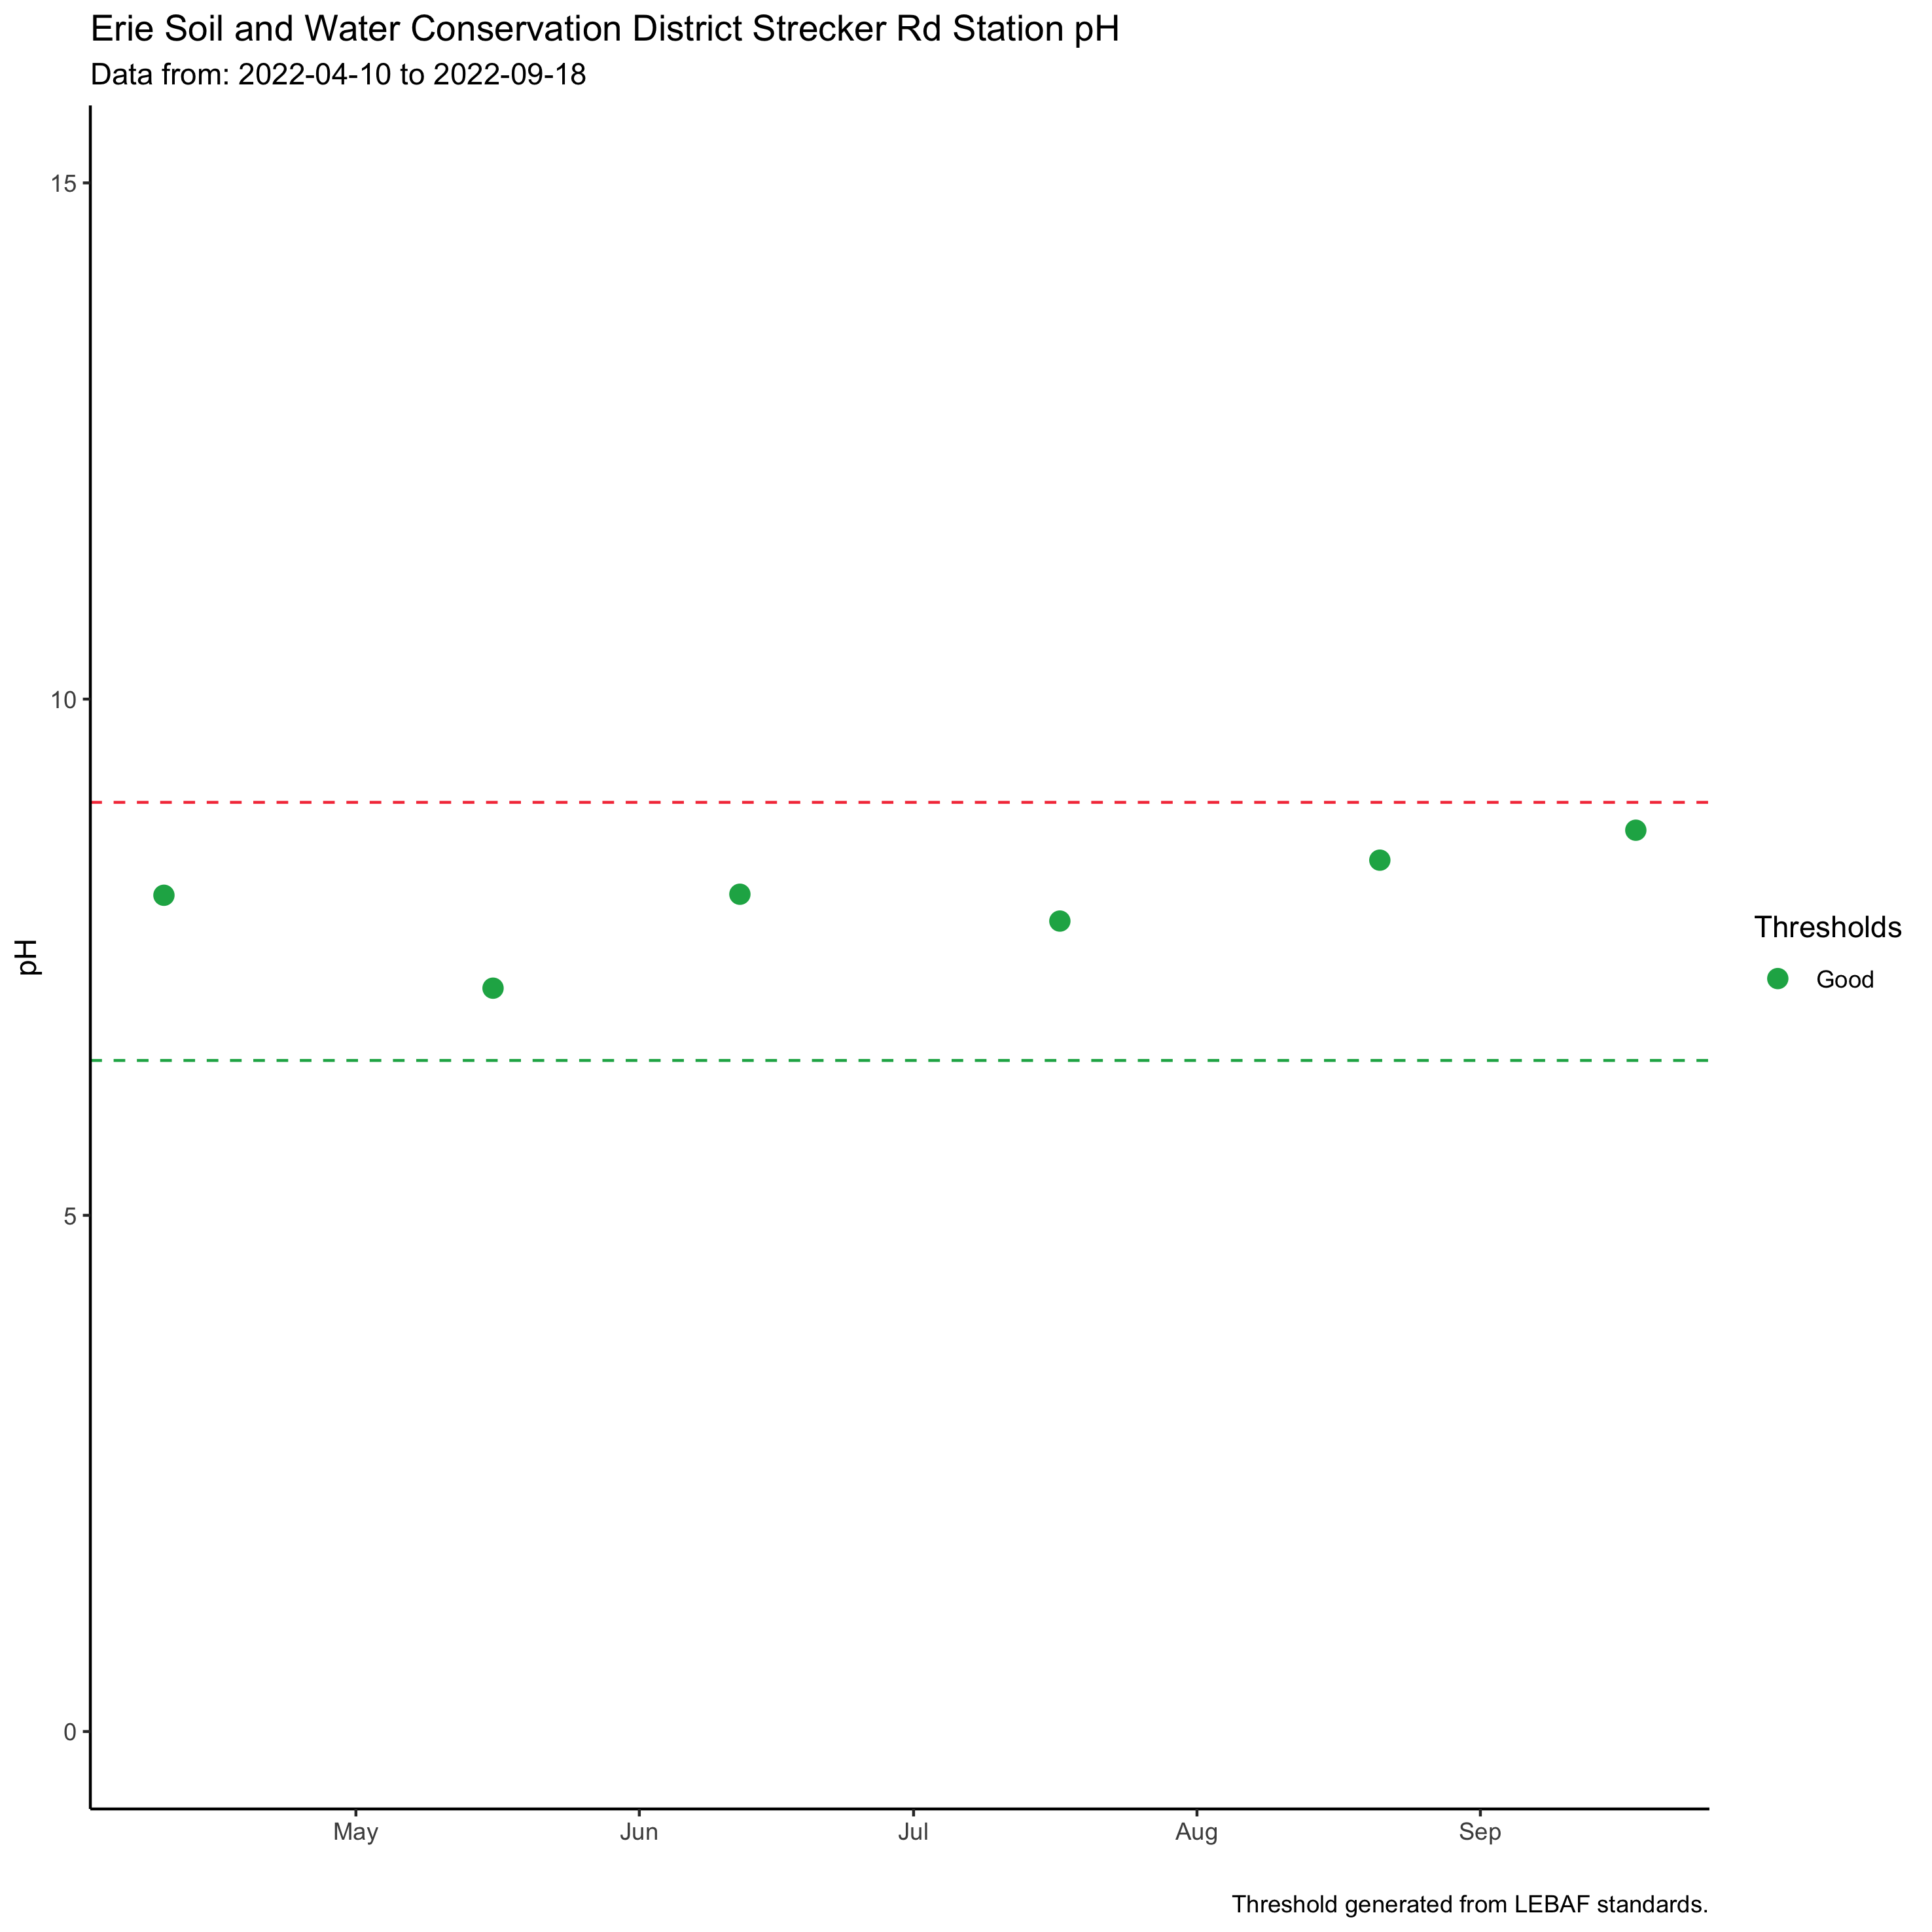 Erie Soil and Water Conservation District Strecker Rd Station pH
Data from: 2022-04-10 to 2022-09-18
15
10
5
0
pH
May Jun Jul Aug Sep
Thresholds
Good
Threshold generated from LEBAF standards.